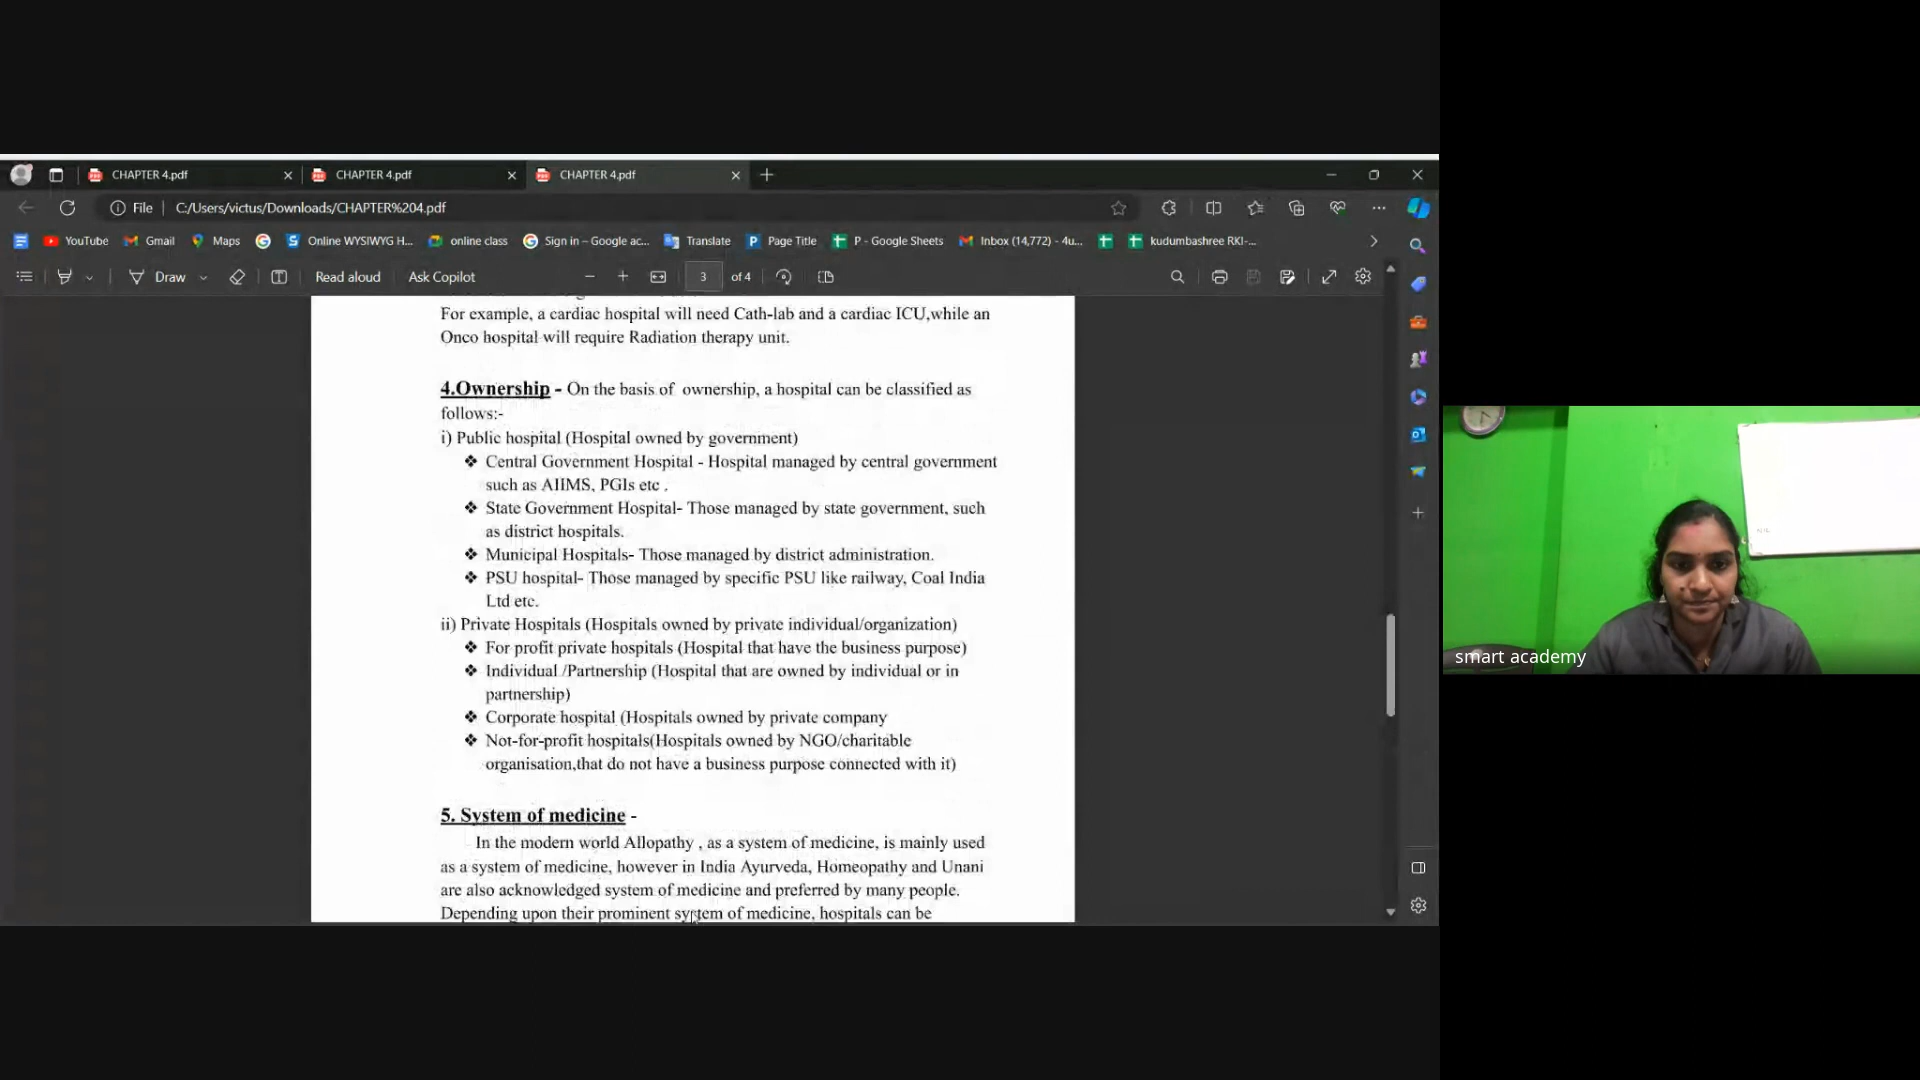 CHAPTER 4.pdf
CHAPTER 4.pdf
CHAPTER 4.pdf
File
C:/Users/victus/Downloads/CHAPTER%204.pdf
YouTube
Gmail
Maps
Online WYSIWYG H...
online class
Sign in – Google ac...
Translate
Page Title
P - Google Sheets
Inbox (14,772) - 4u...
kudumbashree RKI-...
Draw
Read aloud
Ask Copilot
3
of 4
For example, a cardiac hospital will need Cath-lab and a cardiac ICU,while an
Onco hospital will require Radiation therapy unit.
4.Ownership - On the basis of ownership, a hospital can be classified as
follows:-
i) Public hospital (Hospital owned by government)
❖ Central Government Hospital - Hospital managed by central government
such as AIIMS, PGIs etc .
❖ State Government Hospital- Those managed by state government, such
as district hospitals.
❖ Municipal Hospitals- Those managed by district administration.
❖ PSU hospital- Those managed by specific PSU like railway, Coal India
Ltd etc.
ii) Private Hospitals (Hospitals owned by private individual/organization)
❖ For profit private hospitals (Hospital that have the business purpose)
❖ Individual /Partnership (Hospital that are owned by individual or in
partnership)
❖ Corporate hospital (Hospitals owned by private company
❖ Not-for-profit hospitals(Hospitals owned by NGO/charitable
organisation,that do not have a business purpose connected with it)
5. System of medicine -
In the modern world Allopathy , as a system of medicine, is mainly used
as a system of medicine, however in India Ayurveda, Homeopathy and Unani
are also acknowledged system of medicine and preferred by many people.
Depending upon their prominent system of medicine, hospitals can be
smart academy